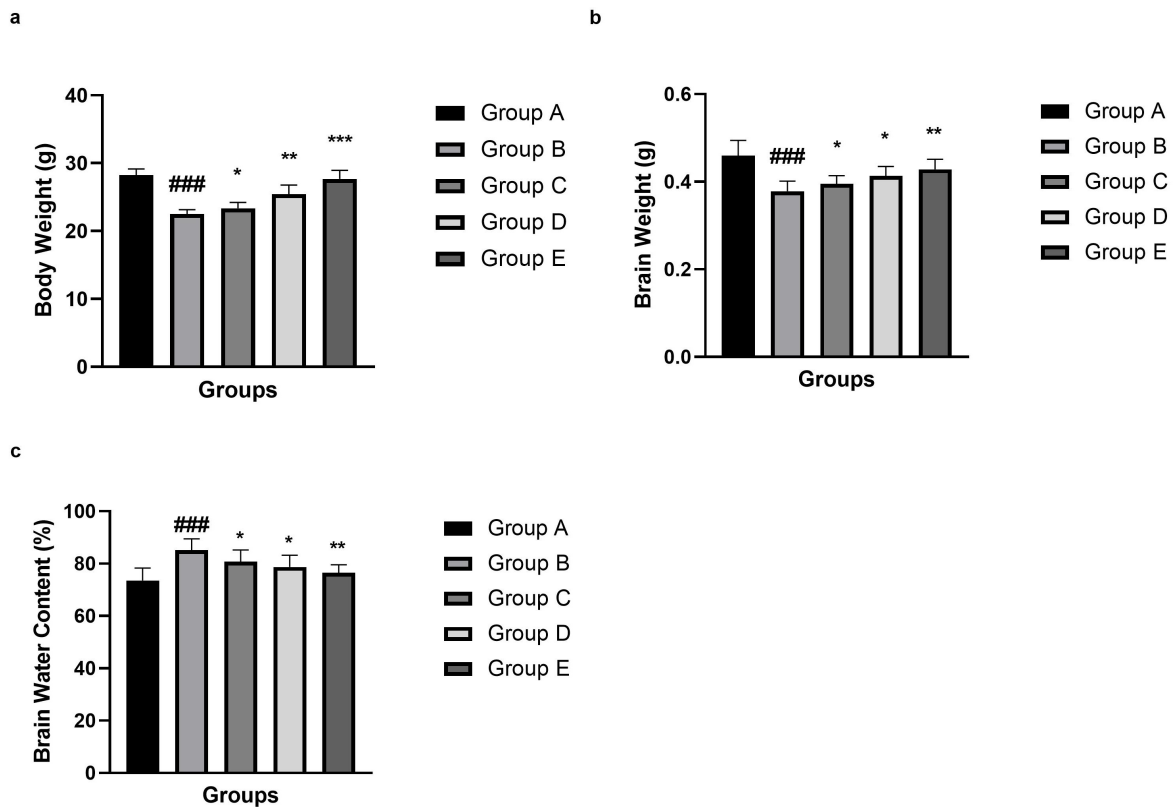 a
Body Weight (g)
40
30
20
10
0
###
*
**
***
Groups
Group A
Group B
Group C
Group D
Group E
b
Brain Weight (g)
0.6
0.4
0.2
0.0
###
*
*
**
Groups
Group A
Group B
Group C
Group D
Group E
c
Brain Water Content (%)
100
80
60
40
20
0
###
*
*
**
Groups
Group A
Group B
Group C
Group D
Group E